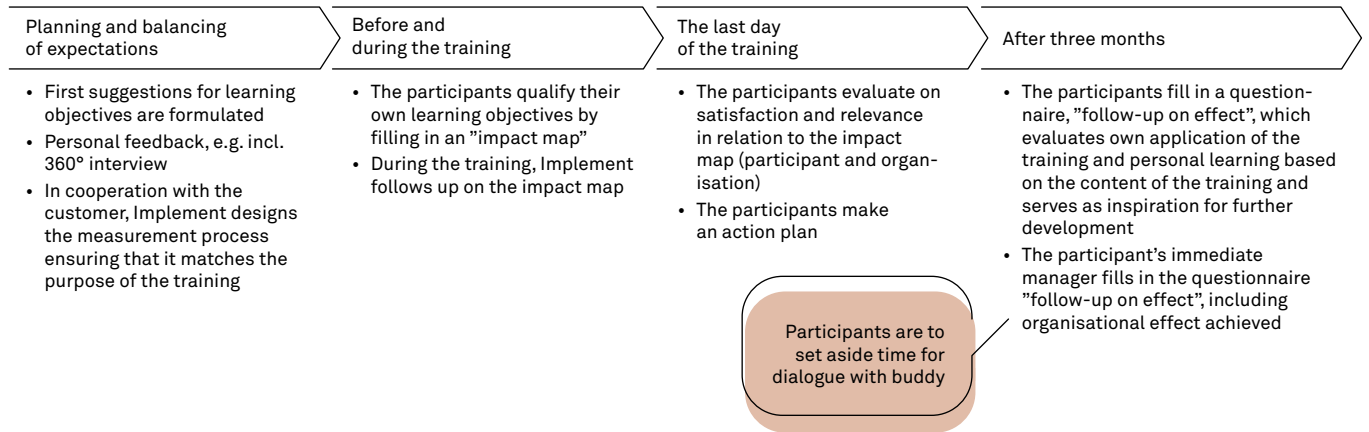 Planning and balancing
of expectations
• First suggestions for learning
objectives are formulated
• Personal feedback, e.g. incl.
360° interview
• In cooperation with the
customer, Implement designs
the measurement process
ensuring that it matches the
purpose of the training
Before and
during the training
• The participants qualify their
own learning objectives by
filling in an ”impact map”
• During the training, Implement
follows up on the impact map
The last day
of the training
• The participants evaluate on
satisfaction and relevance
in relation to the impact
map (participant and organ-
isation)
• The participants make
an action plan
Participants are to
set aside time for
dialogue with buddy
After three months
• The participants fill in a question-
naire, ”follow-up on effect”, which
evaluates own application of the
training and personal learning based
on the content of the training and
serves as inspiration for further
development
• The participant’s immediate
manager fills in the questionnaire
”follow-up on effect”, including
organisational effect achieved